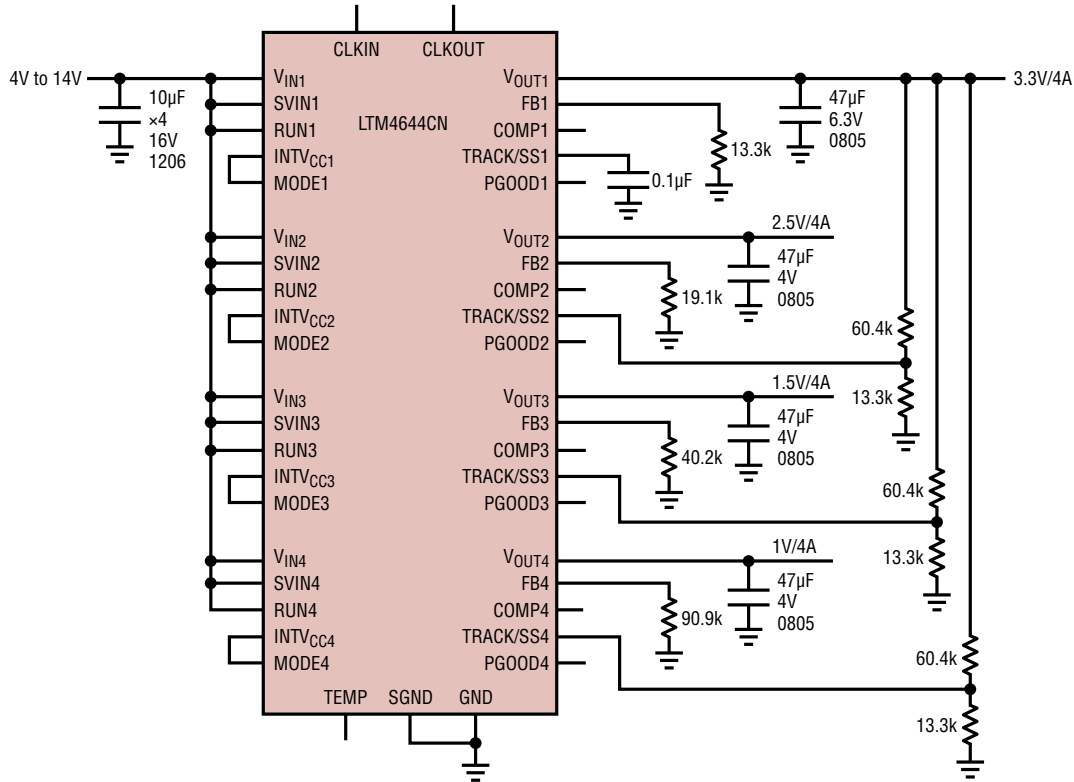 CLKIN CLKOUT
4V to 14V
10µF
×4
16V
1206
LTM4644CN
VIN1
SVIN1
RUN1
INTVCC1
MODE1
VOUT1
FB1
COMP1
TRACK/SS1
PGOOD1
3.3V/4A
47µF
6.3V
0805
13.3k
0.1µF
VIN2
SVIN2
RUN2
INTVCC2
MODE2
VOUT2
FB2
COMP2
TRACK/SS2
PGOOD2
2.5V/4A
47µF
4V
0805
19.1k
60.4k
13.3k
VIN3
SVIN3
RUN3
INTVCC3
MODE3
VOUT3
FB3
COMP3
TRACK/SS3
PGOOD3
1.5V/4A
47µF
4V
0805
40.2k
60.4k
13.3k
VIN4
SVIN4
RUN4
INTVCC4
MODE4
VOUT4
FB4
COMP4
TRACK/SS4
PGOOD4
1V/4A
47µF
4V
0805
90.9k
60.4k
13.3k
TEMP SGND GND